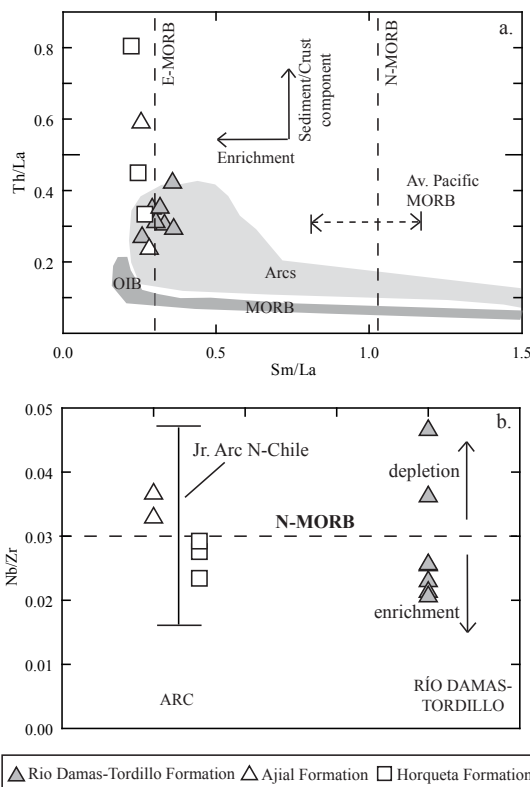 a.
E-MORB
N-MORB
Sediment/Crust
component
Enrichment
Av. Pacific
MORB
Arcs
OIB
MORB
Th/La
0.8
0.6
0.4
0.2
0.0
0.5
1.0
1.5
Sm/La
b.
Jr. Arc N-Chile
depletion
N-MORB
enrichment
ARC
RÍO DAMAS-
TORDILLO
Nb/Zr
0.05
0.04
0.03
0.02
0.01
0.00
Rio Damas-Tordillo Formation
Ajial Formation
Horqueta Formation